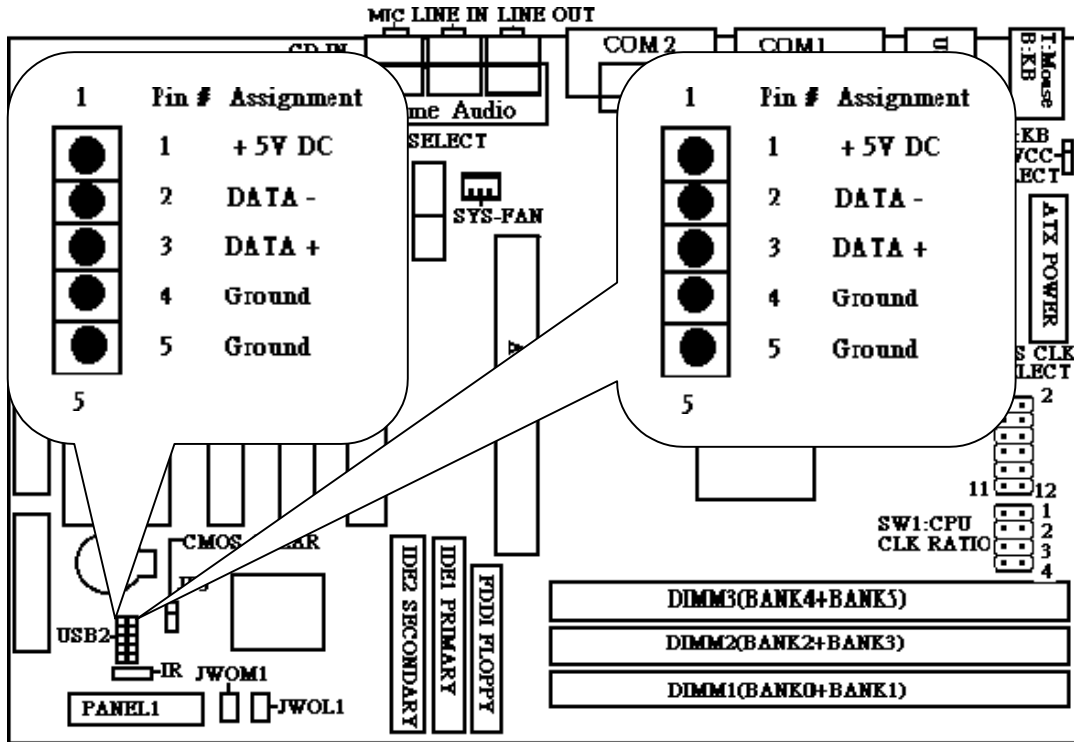 MIC LINE IN LINE OUT
COM 2
COM1
T:Mouse
B:KB
1 Pin # Assignment
1 + 5V DC
2 DATA -
3 DATA +
4 Ground
5 Ground
5
1 Pin # Assignment
1 + 5V DC
2 DATA -
3 DATA +
4 Ground
5 Ground
5
Audio
SELECT
SYS-FAN
ATX POWER
CLK
2
11 12
SW1:CPU
CLK RATIO
1
2
3
4
CMOS
USB2
IR
JWOM1
PANEL1
JWOL1
IDE2 SECONDARY
IDE1 PRIMARY
FDD1 FLOPPY
DIMM3(BANK4+BANK5)
DIMM2(BANK2+BANK3)
DIMM1(BANK0+BANK1)